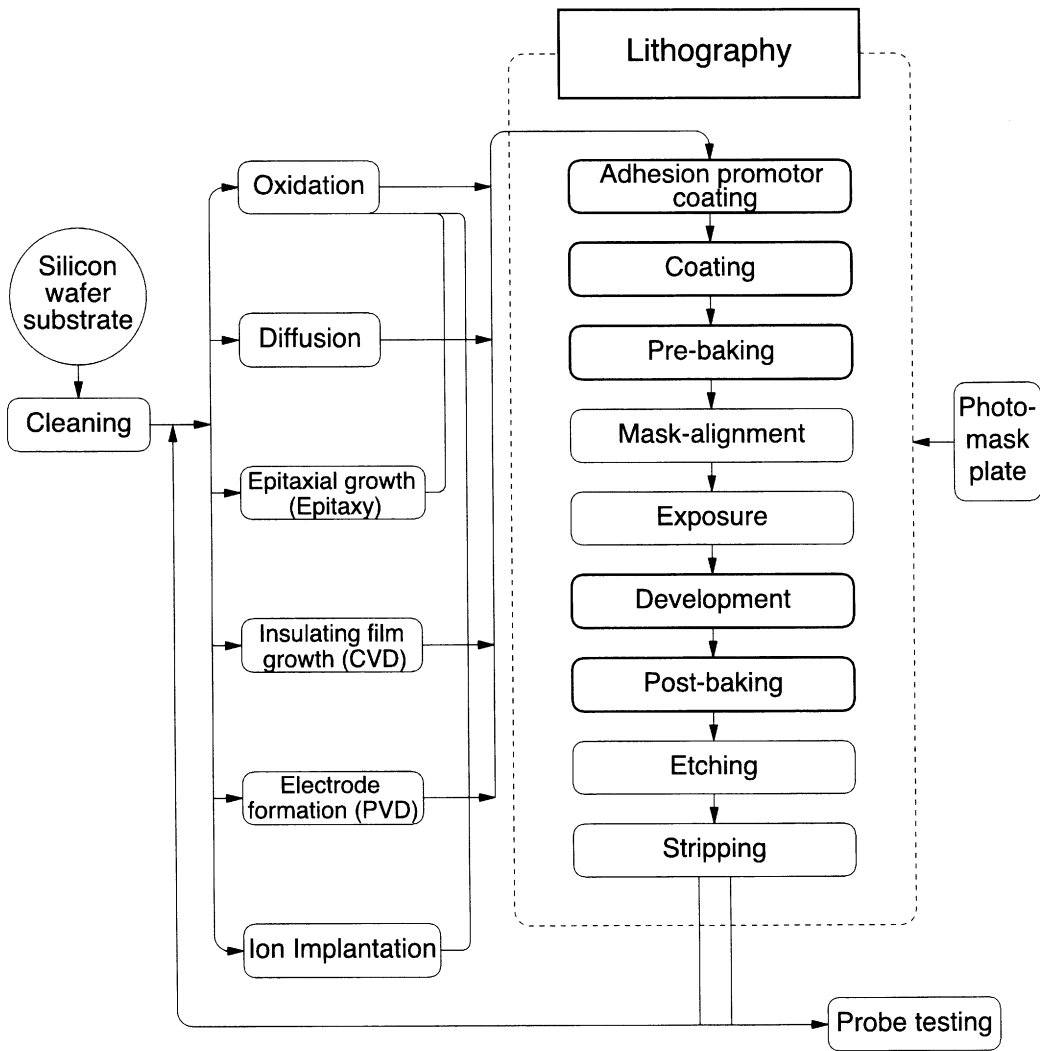 Lithography
Silicon
wafer
substrate
Cleaning
Oxidation
Diffusion
Epitaxial growth
(Epitaxy)
Insulating film
growth (CVD)
Electrode
formation (PVD)
Ion Implantation
Adhesion promotor
coating
Coating
Pre-baking
Mask-alignment
Exposure
Development
Post-baking
Etching
Stripping
Photo-
mask
plate
Probe testing